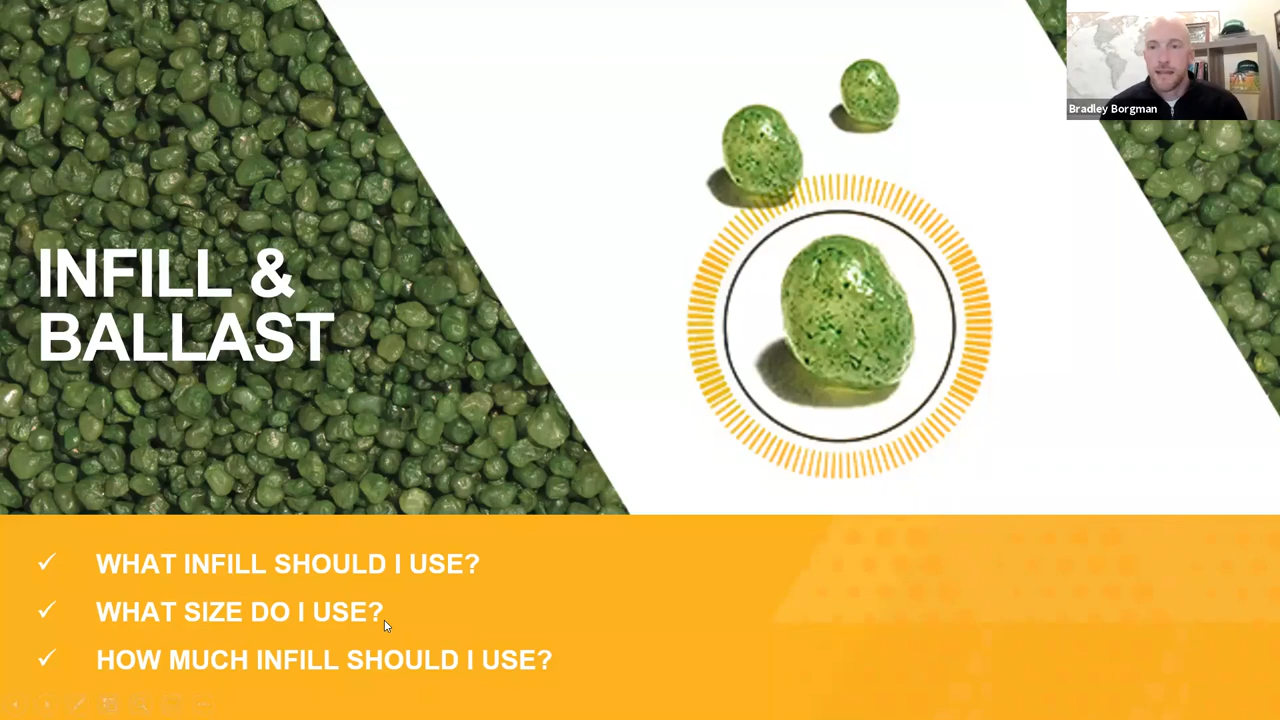 Bradley Borgman
INFILL &
BALLAST
✓ WHAT INFILL SHOULD I USE?
✓ WHAT SIZE DO I USE?
✓ HOW MUCH INFILL SHOULD I USE?